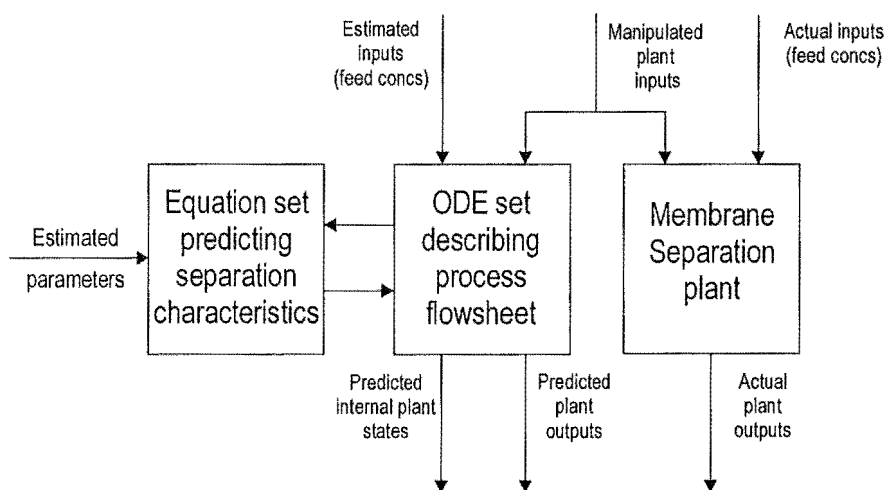 Estimated
inputs
(feed concs)
Manipulated
plant
inputs
Actual inputs
(feed concs)
Estimated
parameters
Equation set
predicting
separation
characteristics
ODE set
describing
process
flowsheet
Membrane
Separation
plant
Predicted
internal plant
states
Predicted
plant
outputs
Actual
plant
outputs